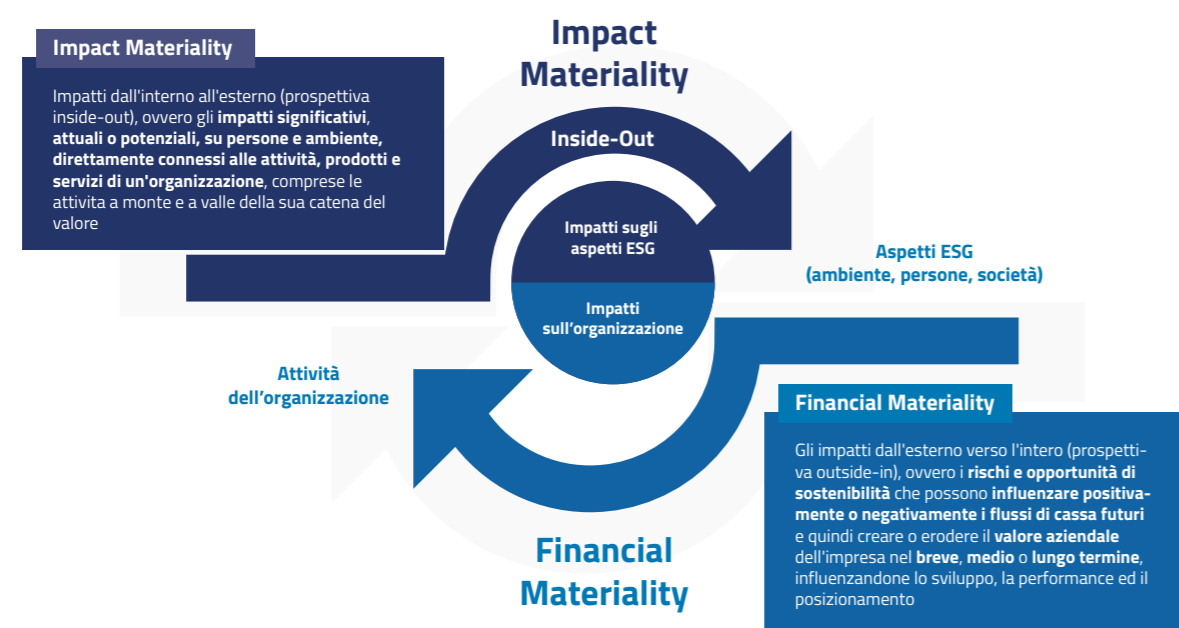 Impact Materiality
Impatti dall'interno all'esterno (prospettiva
inside-out), ovvero gli impatti significativi,
attuali o potenziali, su persone e ambiente,
direttamente connessi alle attività, prodotti e
servizi di un'organizzazione, comprese le
attivita a monte e a valle della sua catena del
valore
Impact
Materiality
Inside-Out
Impatti sugli
aspetti ESG
Impatti
sull’organizzazione
Aspetti ESG
(ambiente, persone, società)
Attività
dell’organizzazione
Financial
Materiality
Financial Materiality
Gli impatti dall'esterno verso l'intero (prospetti-
va outside-in), ovvero i rischi e opportunità di
sostenibilità che possono influenzare positiva-
mente o negativamente i flussi di cassa futuri
e quindi creare o erodere il valore aziendale
dell'impresa nel breve, medio o lungo termine,
influenzandone lo sviluppo, la performance ed il
posizionamento